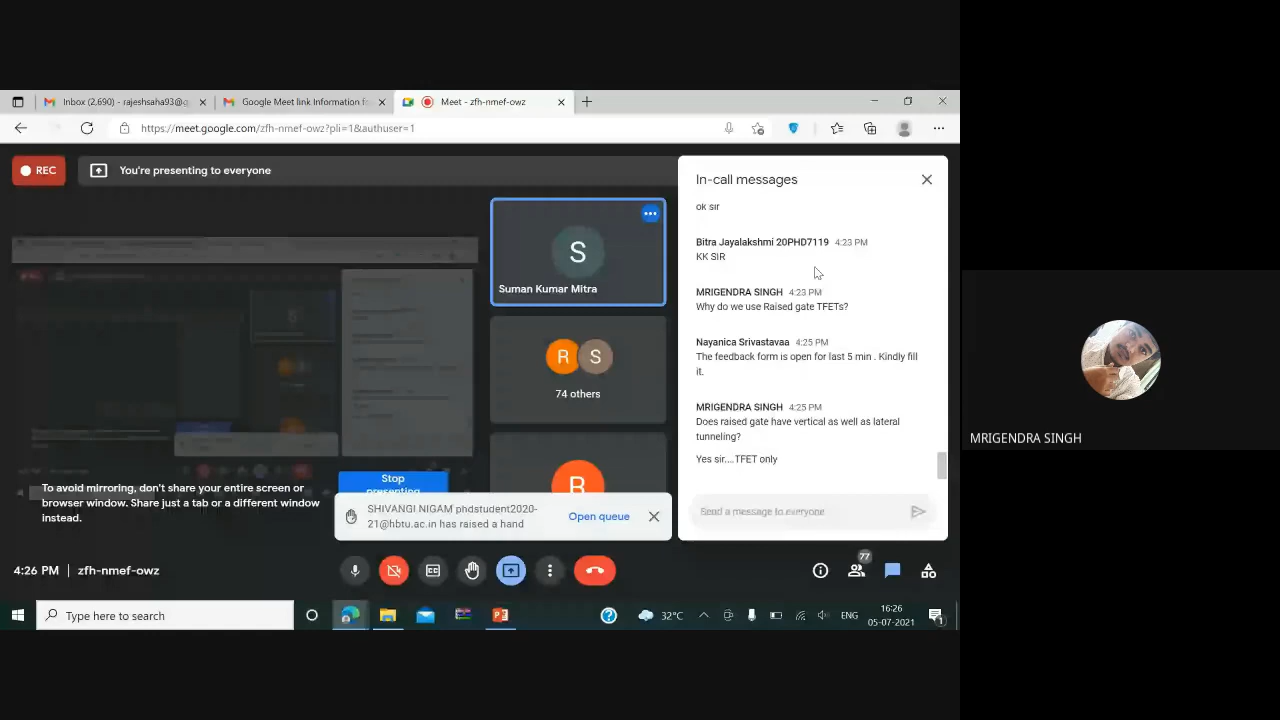 Inbox (2,690) - rajeshsaha93@g
Google Meet link Information f
Meet - zfh-nmef-owz
https://meet.google.com/zfh-nmef-owz?pli=1&authuser=1
REC
You're presenting to everyone
In-call messages
ok sir
Bitra Jayalakshmi 20PHD7119 4:23 PM
KK SIR
MRIGENDRA SINGH 4:23 PM
Why do we use Raised gate TFETs?
Nayanica Srivastavaa 4:25 PM
The feedback form is open for last 5 min . Kindly fill
it.
MRIGENDRA SINGH 4:25 PM
Does raised gate have vertical as well as lateral
tunneling?
Yes sir....TFET only
Send a message to everyone
S
Suman Kumar Mitra
R S
74 others
R
To avoid mirroring, don't share your entire screen or
browser window. Share just a tab or a different window
instead.
Stop
presenting
SHIVANGI NIGAM phdstudent2020-
21@hbtu.ac.in has raised a hand
Open queue
4:26 PM | zfh-nmef-owz
77
Type here to search
32°C
ENG
16:26
05-07-2021
1
MRIGENDRA SINGH